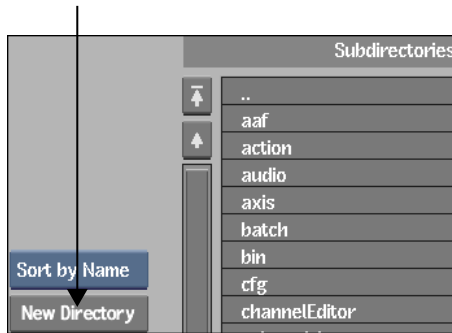 Subdirectories
..
aaf
action
audio
axis
batch
bin
cfg
channelEditor
Sort by Name
New Directory